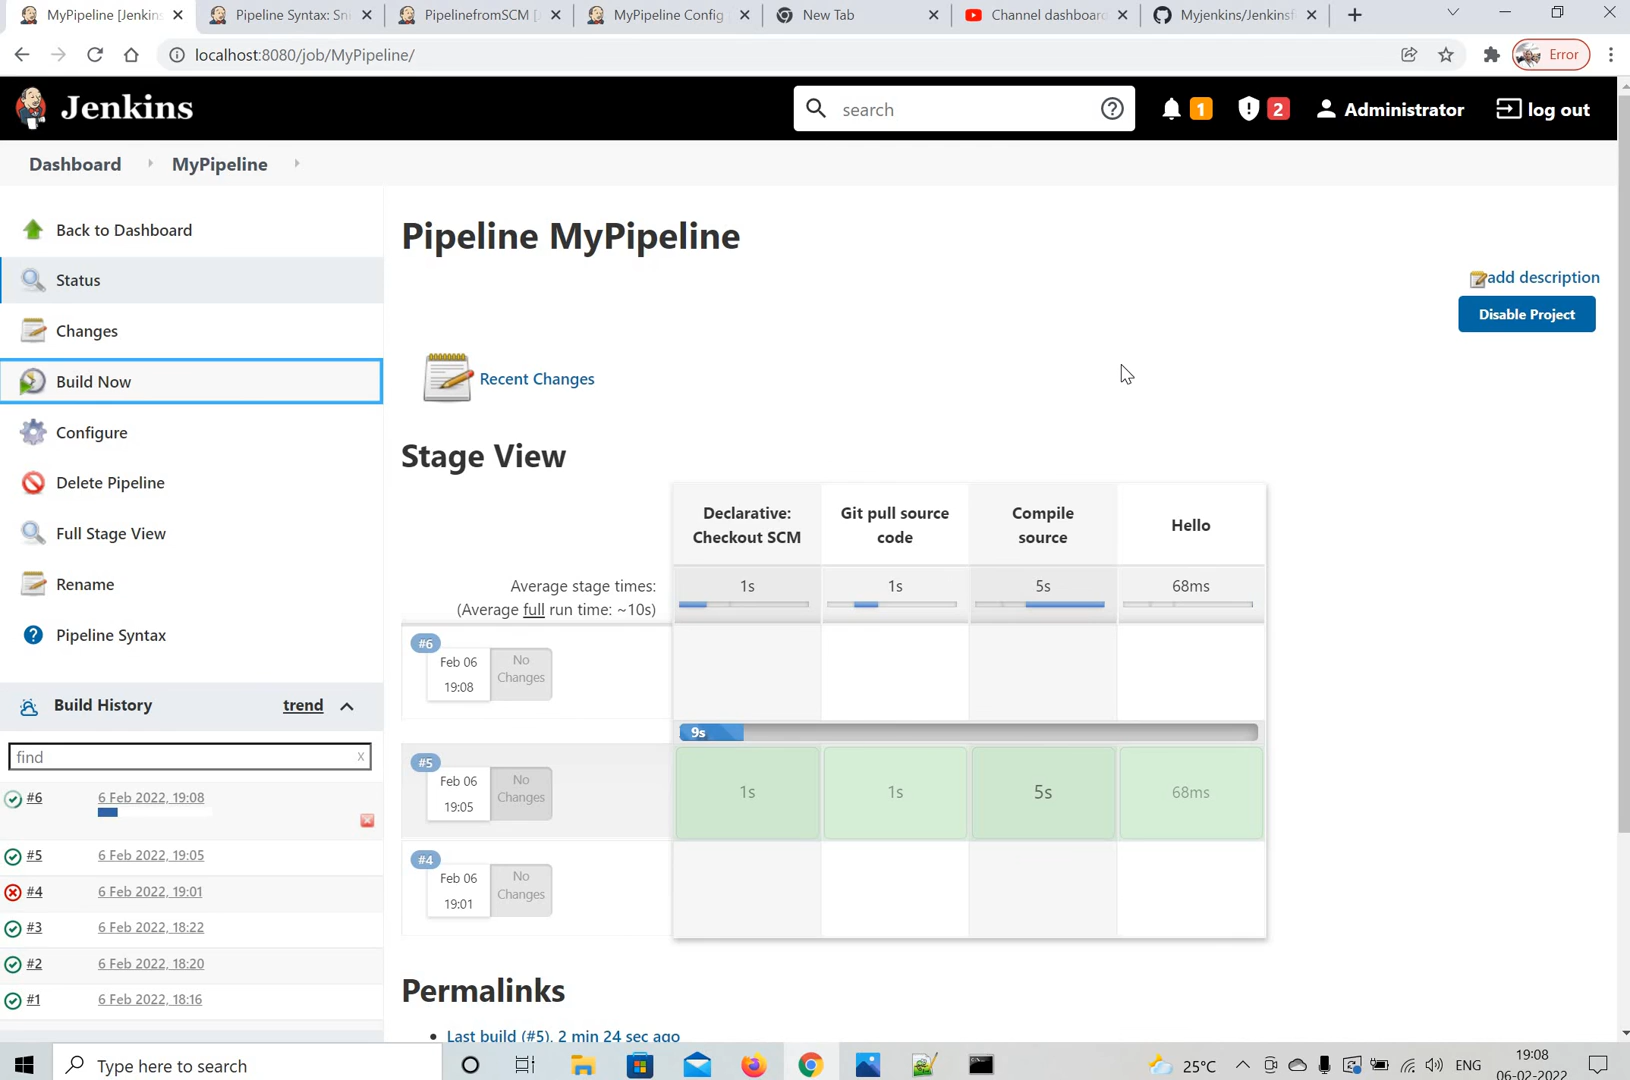 MyPipeline [Jenkins
Pipeline Syntax: Sni
PipelinefromSCM [J
MyPipeline Config
New Tab
Channel dashboard
Myjenkins/Jenkinsf
localhost:8080/job/MyPipeline/
Error
Jenkins
search
1
2
Administrator
log out
Dashboard
MyPipeline
Back to Dashboard
Status
Changes
Build Now
Configure
Delete Pipeline
Full Stage View
Rename
Pipeline Syntax
Build History
trend
find
X
#6 6 Feb 2022, 19:08
#5 6 Feb 2022, 19:05
#4 6 Feb 2022, 19:01
#3 6 Feb 2022, 18:22
#2 6 Feb 2022, 18:20
#1 6 Feb 2022, 18:16
Pipeline MyPipeline
add description
Disable Project
Recent Changes
Stage View
Declarative:
Checkout SCM
Git pull source
code
Compile
source
Hello
Average stage times:
(Average full run time: ~10s)
1s
1s
5s
68ms
#6
Feb 06
19:08
No
Changes
9s
#5
Feb 06
19:05
No
Changes
1s
1s
5s
68ms
#4
Feb 06
19:01
No
Changes
Permalinks
Last build (#5), 2 min 24 sec ago
Type here to search
25°C
ENG
19:08
06-02-2022